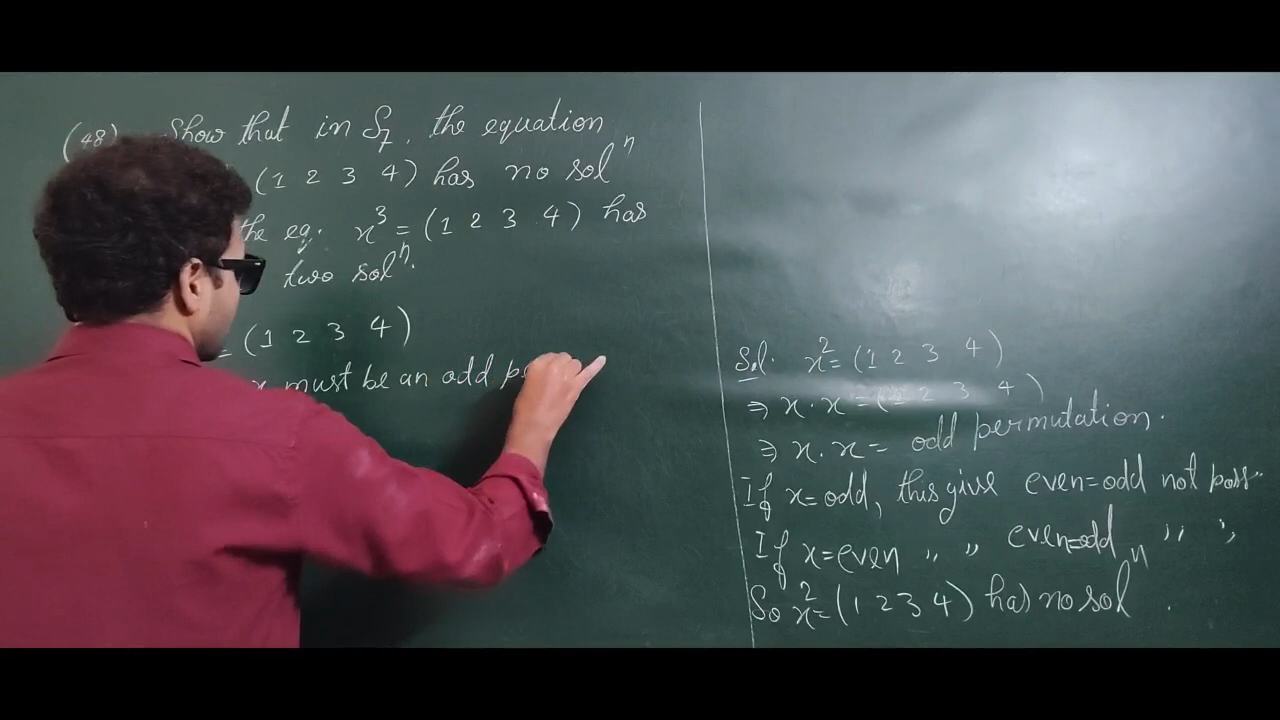 (48) Show that in S₇, the equation
(1 2 3 4) has no solⁿ
the eq. x³ = (1 2 3 4) has
two solⁿ.
= (1 2 3 4)
x must be an odd pe
Sol. x² = (1 2 3 4)
⇒ x.x = (1 2 3 4)
⇒ x.x = odd permutation.
If x=odd, this give even=odd not poss..
If x=even " " even=odd " "
So x² = (1 2 3 4) has no solⁿ.